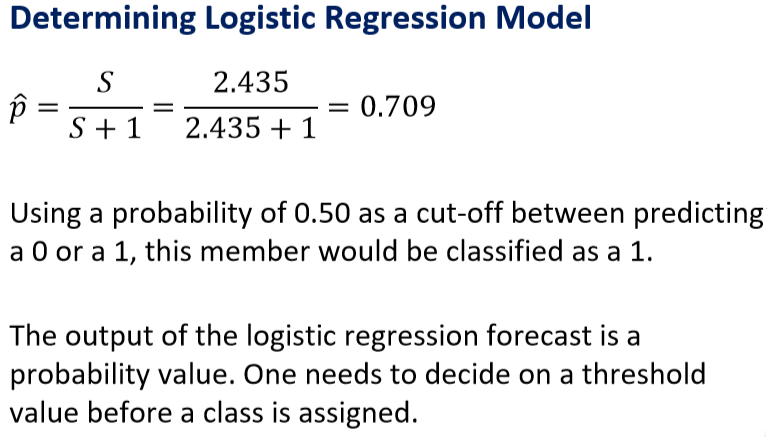 Determining Logistic Regression Model
p̂ = S / (S + 1) = 2.435 / (2.435 + 1) = 0.709
Using a probability of 0.50 as a cut-off between predicting
a 0 or a 1, this member would be classified as a 1.
The output of the logistic regression forecast is a
probability value. One needs to decide on a threshold
value before a class is assigned.